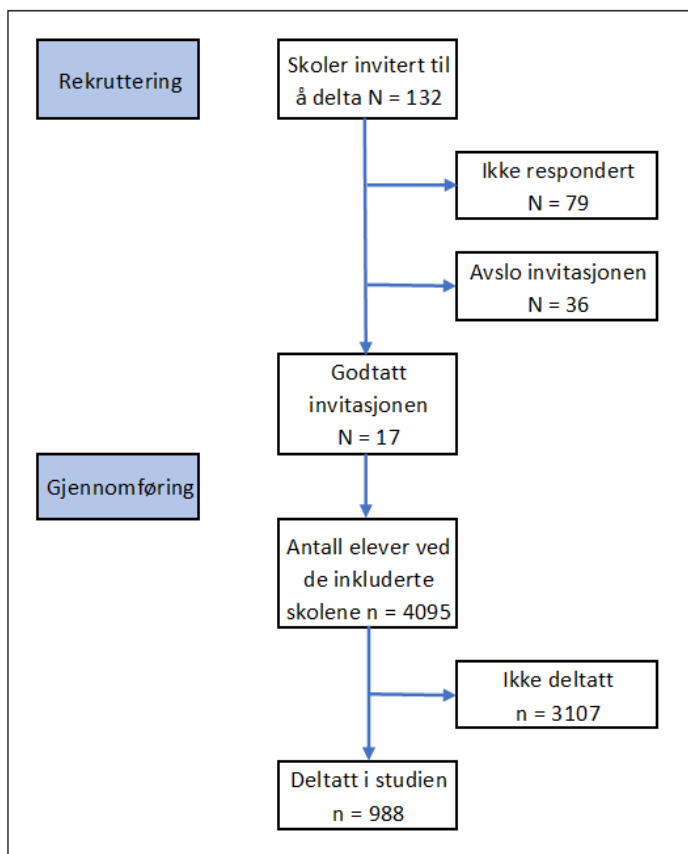 Rekruttering
Skoler invitert til
å delta N = 132
Ikke respondert
N = 79
Avslo invitasjonen
N = 36
Godtatt
invitasjonen
N = 17
Gjennomføring
Antall elever ved
de inkluderte
skolene n = 4095
Ikke deltatt
n = 3107
Deltatt i studien
n = 988